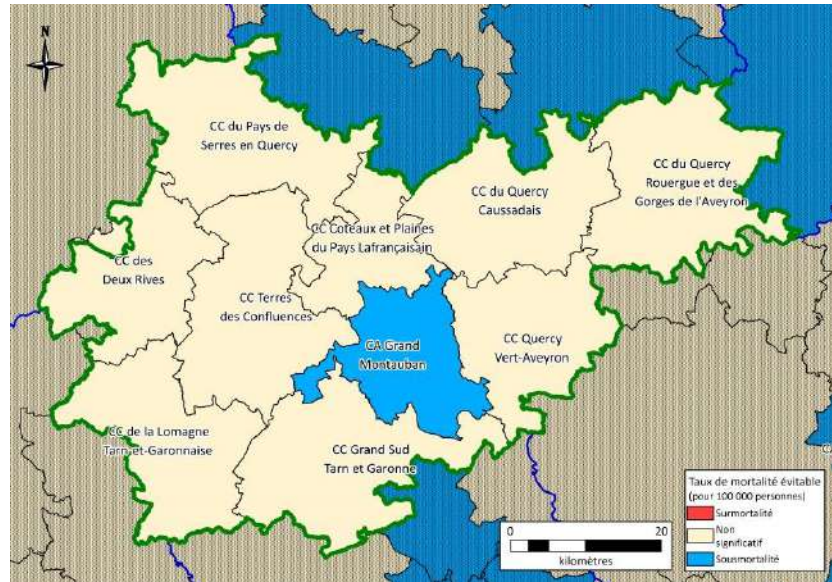 N
CC du Pays de
Serres en Quercy
CC du Quercy
Rouergue et des
Gorges de l'Aveyron
CC du Quercy
Caussadais
CC Coteaux et Plaines
du Pays Lafrançaisain
CC des
Deux Rives
CC Terres
des Confluences
CA Grand
Montauban
CC Quercy
Vert-Aveyron
CC de la Lomagne
Tarn-et-Garonnaise
CC Grand Sud
Tarn et Garonne
Taux de mortalité évitable
(pour 100 000 personnes)
Surmortalité
Non
significatif
Sousmortalité
0 20
kilomètres